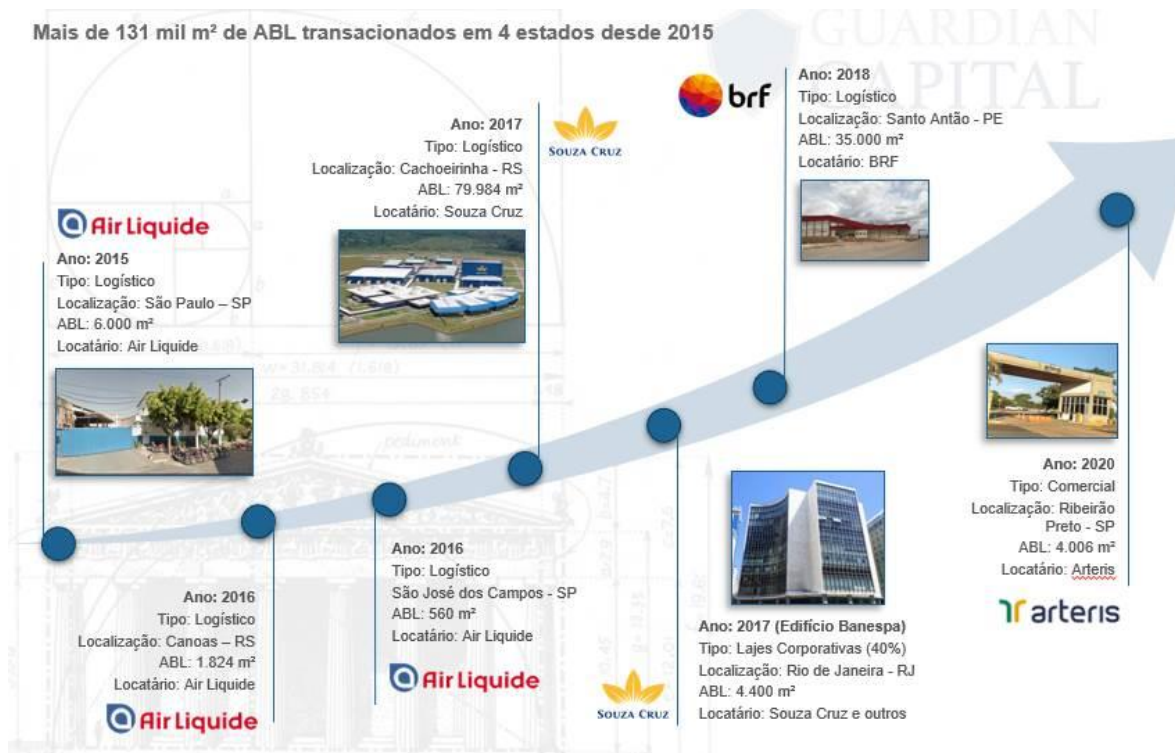 Mais de 131 mil m² de ABL transacionados em 4 estados desde 2015
GUARDIAN
CAPITAL
Air Liquide
Ano: 2015
Tipo: Logístico
Localização: São Paulo – SP
ABL: 6.000 m²
Locatário: Air Liquide
Ano: 2016
Tipo: Logístico
Localização: Canoas – RS
ABL: 1.824 m²
Locatário: Air Liquide
Air Liquide
Ano: 2016
Tipo: Logístico
São José dos Campos - SP
ABL: 560 m²
Locatário: Air Liquide
Air Liquide
Ano: 2017
Tipo: Logístico
Localização: Cachoeirinha - RS
ABL: 79.984 m²
Locatário: Souza Cruz
SOUZA CRUZ
Ano: 2017 (Edifício Banespa)
Tipo: Lajes Corporativas (40%)
Localização: Rio de Janeira - RJ
ABL: 4.400 m²
Locatário: Souza Cruz e outros
SOUZA CRUZ
brf
Ano: 2018
Tipo: Logístico
Localização: Santo Antão - PE
ABL: 35.000 m²
Locatário: BRF
Ano: 2020
Tipo: Comercial
Localização: Ribeirão
Preto - SP
ABL: 4.006 m²
Locatário: Arteris
arteris
pediment